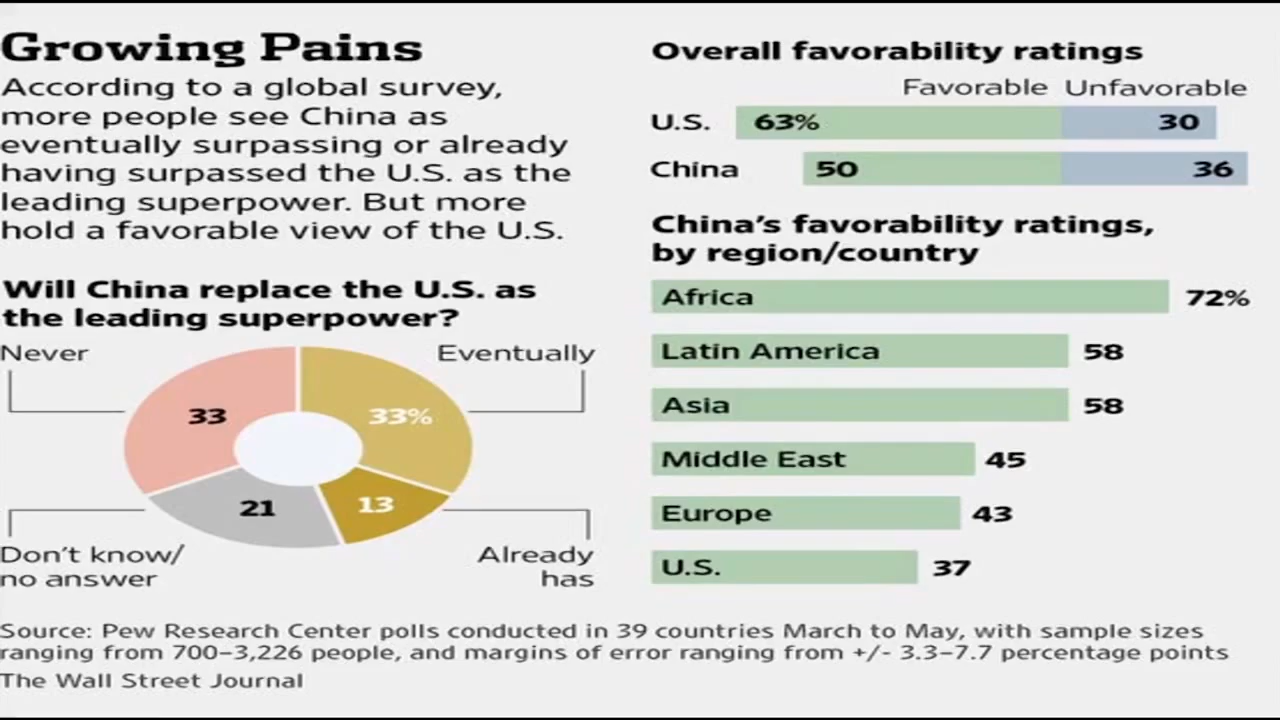 Growing Pains
According to a global survey,
more people see China as
eventually surpassing or already
having surpassed the U.S. as the
leading superpower. But more
hold a favorable view of the U.S.
Will China replace the U.S. as
the leading superpower?
Never Eventually
33 33%
21 13
Don't know/ Already
no answer has
Overall favorability ratings
Favorable Unfavorable
U.S. 63% 30
China 50 36
China's favorability ratings,
by region/country
Africa 72%
Latin America 58
Asia 58
Middle East 45
Europe 43
U.S. 37
Source: Pew Research Center polls conducted in 39 countries March to May, with sample sizes
ranging from 700–3,226 people, and margins of error ranging from +/- 3.3–7.7 percentage points
The Wall Street Journal